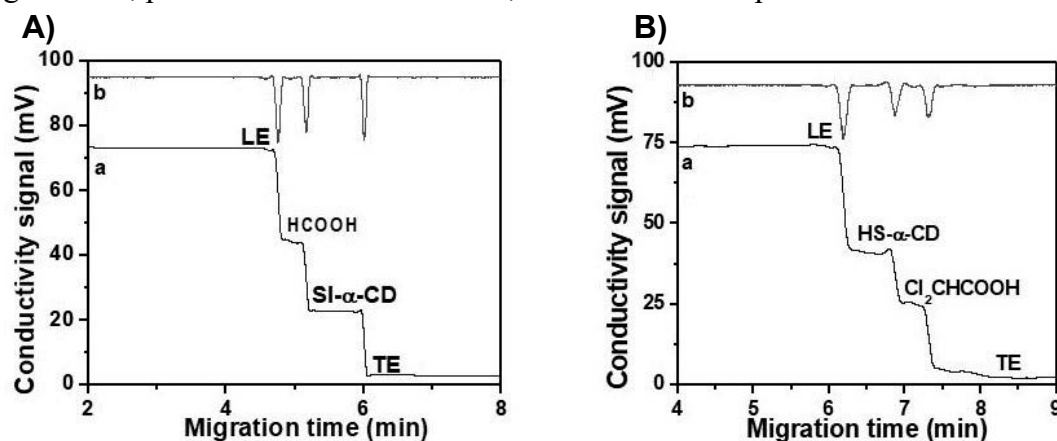 A)
B)
Conductivity signal (mV)
100
80
60
40
20
0
b
a
LE
HCOOH
SI-α-CD
TE
2
4
6
8
Migration time (min)
Conductivity signal (mV)
100
75
50
25
0
b
a
LE
HS-α-CD
Cl₂CHCOOH
TE
4
5
6
7
8
9
Migration time (min)